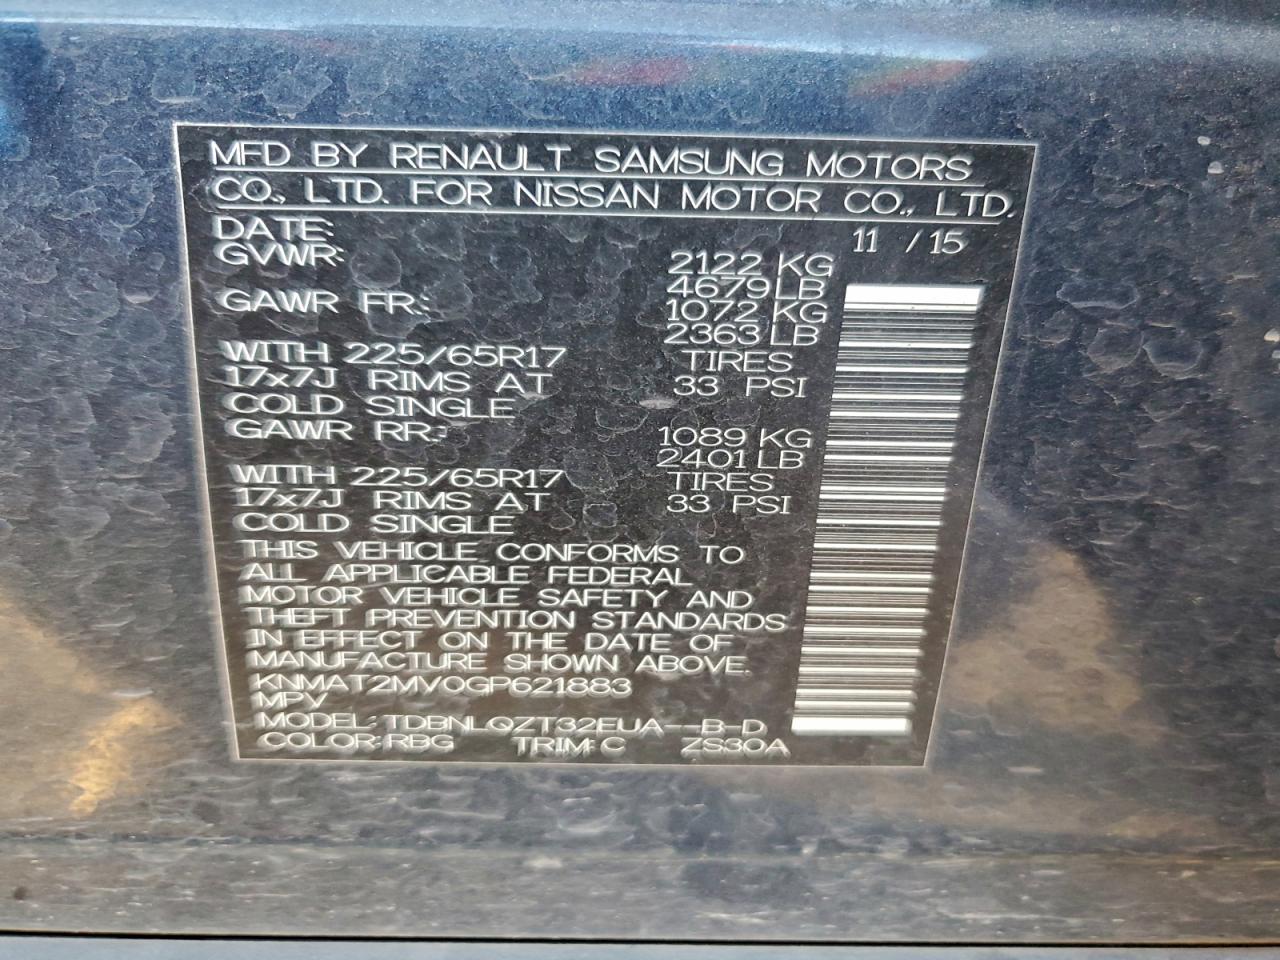 MFD BY RENAULT SAMSUNG MOTORS
CO., LTD. FOR NISSAN MOTOR CO., LTD.
DATE: 11 / 15
GVWR: 2122 KG
4679 LB
GAWR FR.: 1072 KG
2363 LB
WITH 225/65R17 TIRES
17x7J RIMS AT 33 PSI
COLD SINGLE
GAWR RR.: 1089 KG
2401 LB
WITH 225/65R17 TIRES
17x7J RIMS AT 33 PSI
COLD SINGLE
THIS VEHICLE CONFORMS TO
ALL APPLICABLE FEDERAL
MOTOR VEHICLE SAFETY AND
THEFT PREVENTION STANDARDS
IN EFFECT ON THE DATE OF
MANUFACTURE SHOWN ABOVE.
KNMAT2MV0GP621883
MPV
MODEL: TDBNLQZT32EUA--B-D
COLOR: RBG TRIM: C ZS30A